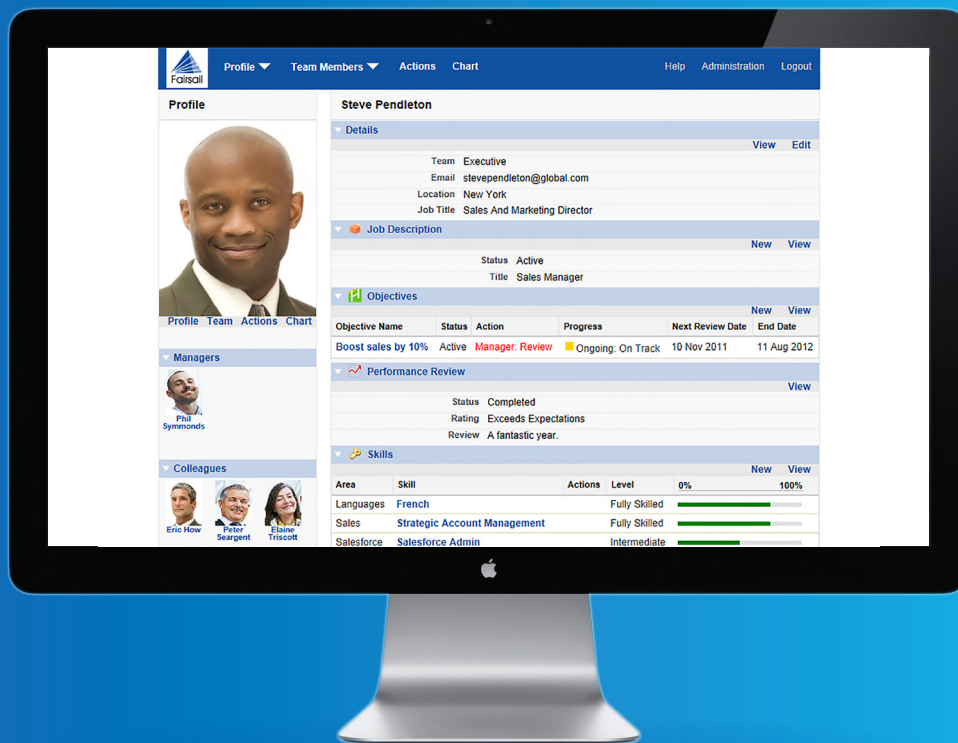 Fairsail
Profile Team Members Actions Chart Help Administration Logout
Profile
Profile Team Actions Chart
Managers
Phil
Symmonds
Colleagues
Eric How
Peter
Seargent
Elaine
Triscott
Steve Pendleton
Details
View Edit
Team Executive
Email stevependleton@global.com
Location New York
Job Title Sales And Marketing Director
Job Description
New View
Status Active
Title Sales Manager
Objectives
New View
Objective Name Status Action Progress Next Review Date End Date
Boost sales by 10% Active Manager: Review Ongoing: On Track 10 Nov 2011 11 Aug 2012
Performance Review
View
Status Completed
Rating Exceeds Expectations
Review A fantastic year.
Skills
New View
Area Skill Actions Level 0% 100%
Languages French Fully Skilled
Sales Strategic Account Management Fully Skilled
Salesforce Salesforce Admin Intermediate